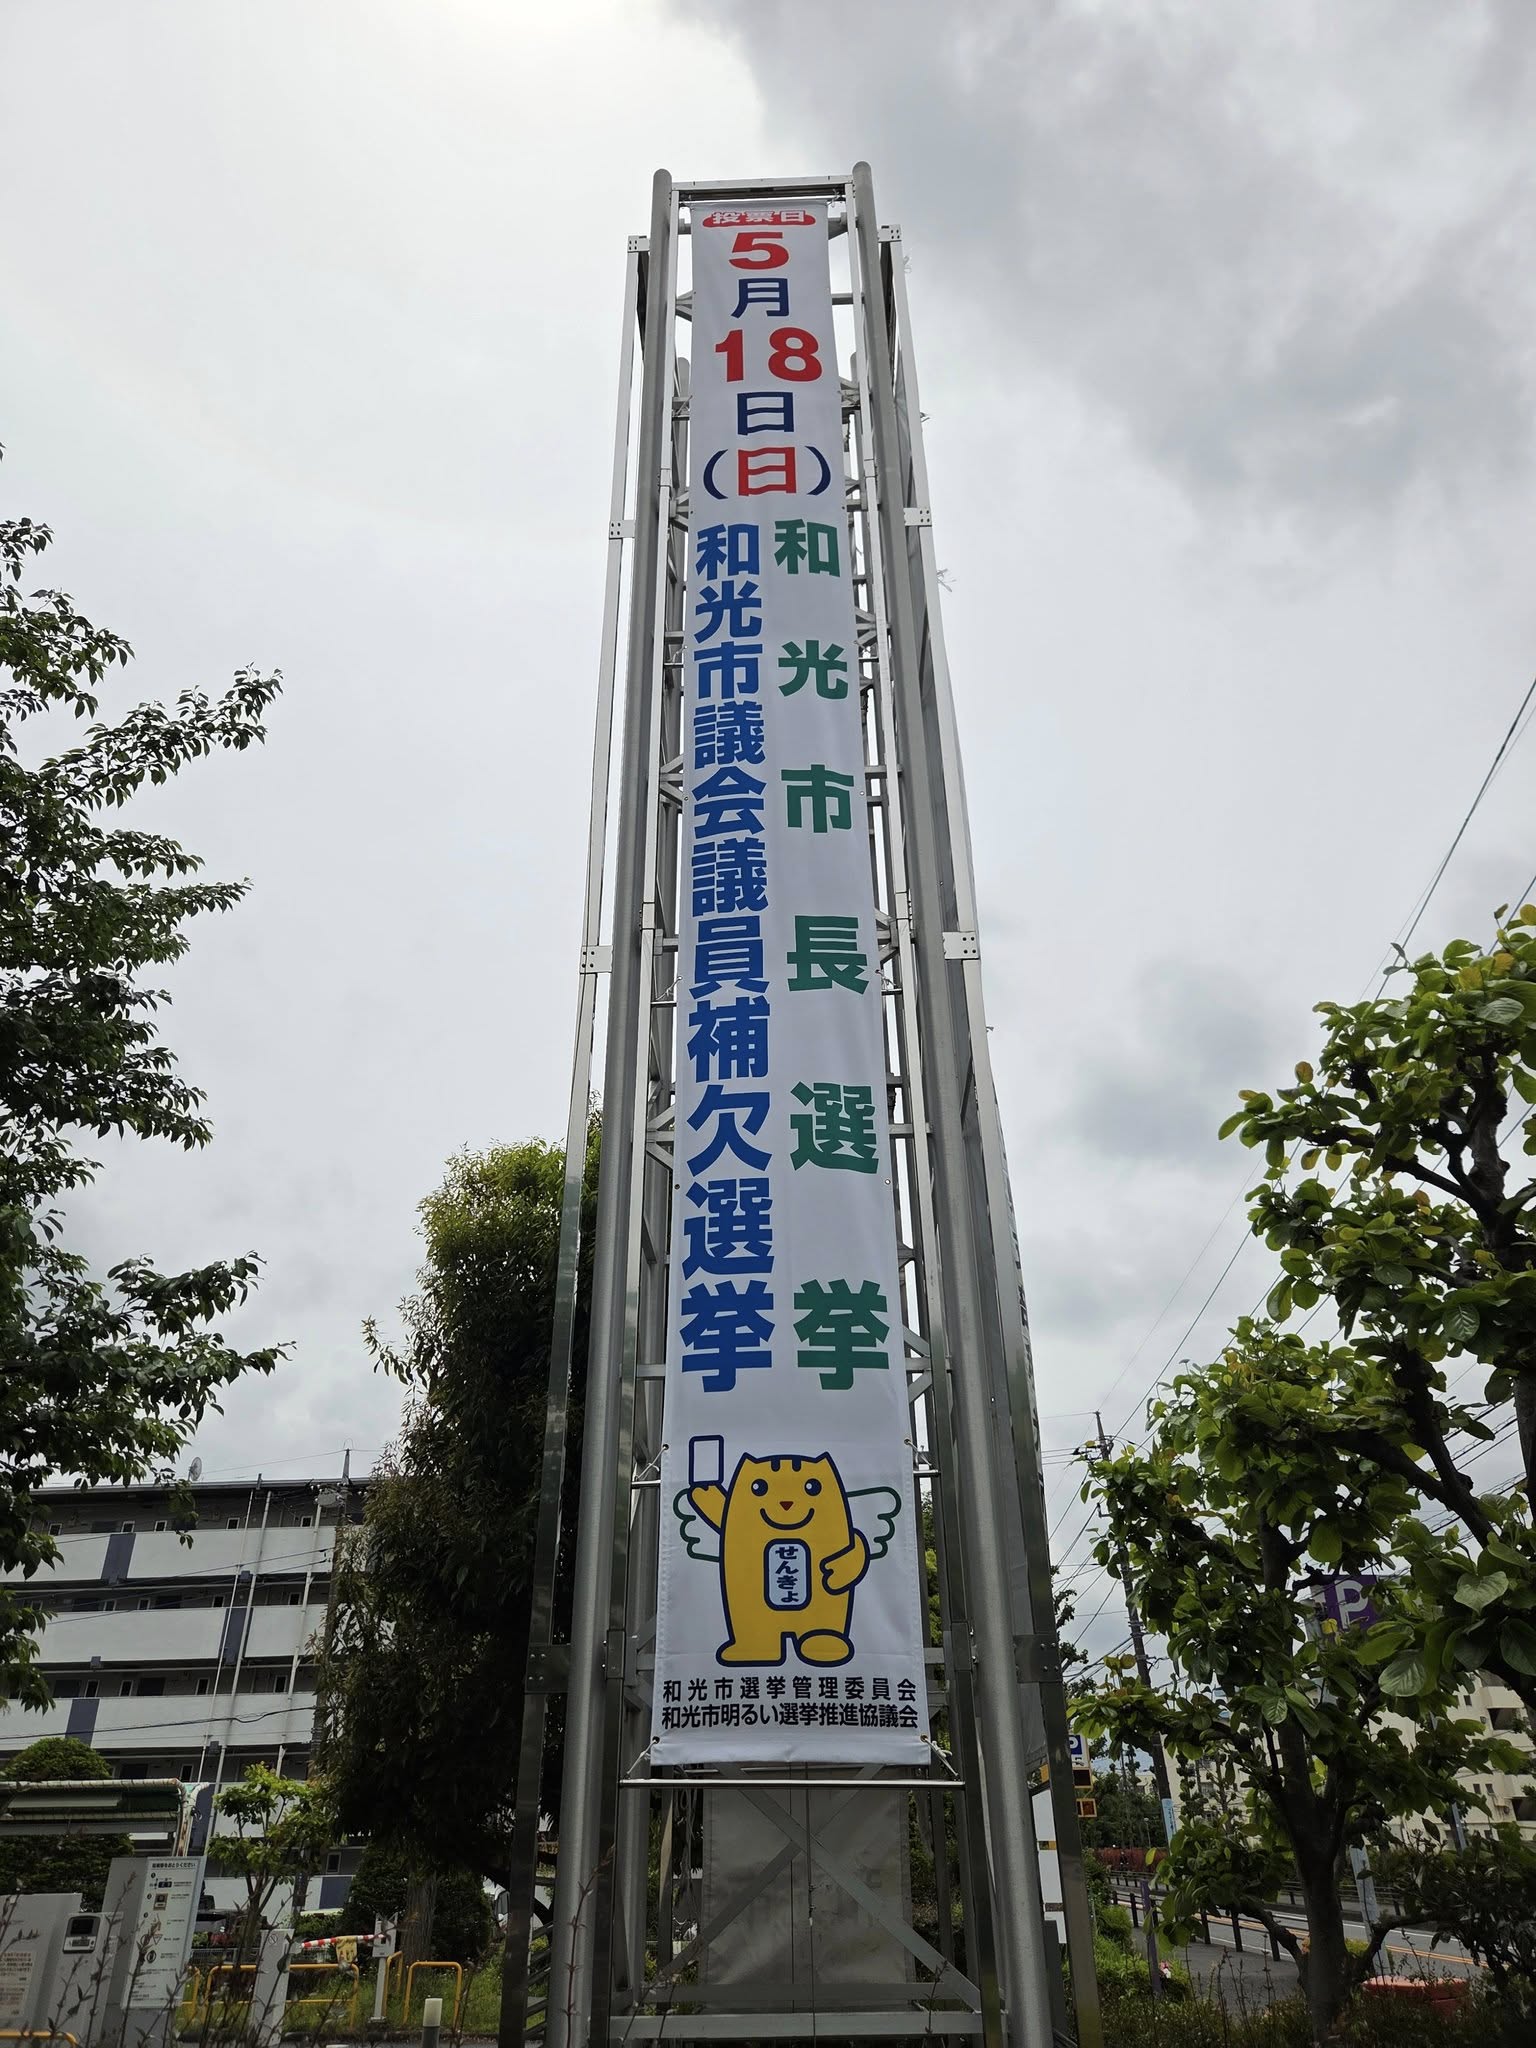 投票日
5
月
18
日
(日)
和光市長選挙
和光市議会議員補欠選挙
せんきょ
和光市選挙管理委員会
和光市明るい選挙推進協議会
P
P